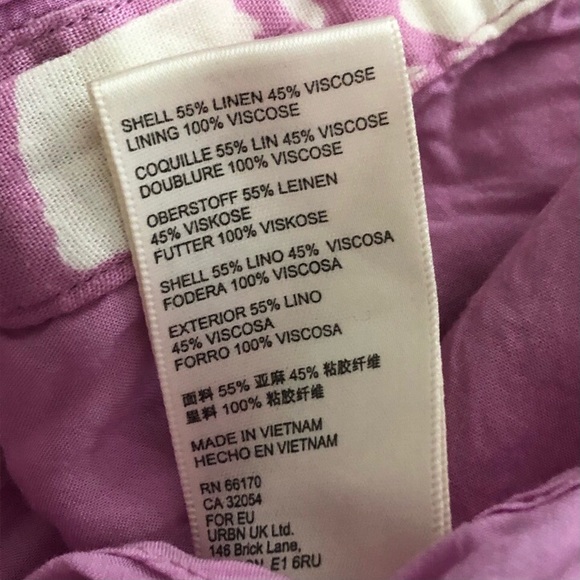 SHELL 55% LINEN 45% VISCOSE
LINING 100% VISCOSE
COQUILLE 55% LIN 45% VISCOSE
DOUBLURE 100% VISCOSE
OBERSTOFF 55% LEINEN
45% VISKOSE
FUTTER 100% VISKOSE
SHELL 55% LINO 45% VISCOSA
FODERA 100% VISCOSA
EXTERIOR 55% LINO
45% VISCOSA
FORRO 100% VISCOSA
面料 55% 亚麻 45% 粘胶纤维
里料 100% 粘胶纤维
MADE IN VIETNAM
HECHO EN VIETNAM
RN 66170
CA 32054
FOR EU
URBN UK Ltd.
146 Brick Lane,
E1 6RU